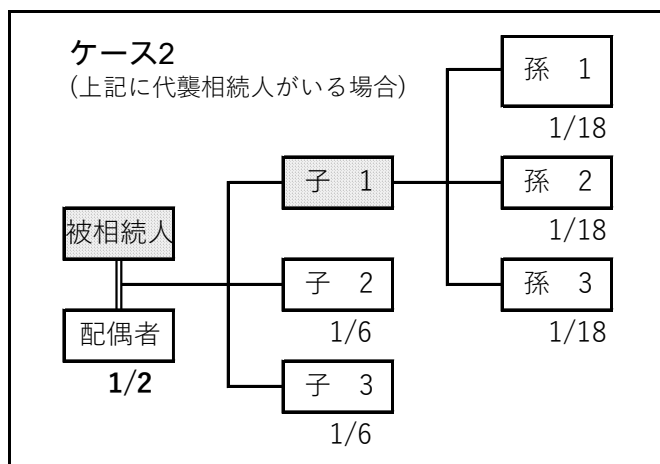 ケース2
(上記に代襲相続人がいる場合)
孫　1
1/18
子　1
孫　2
1/18
被相続人
子　2
1/6
孫　3
1/18
配偶者
1/2
子　3
1/6